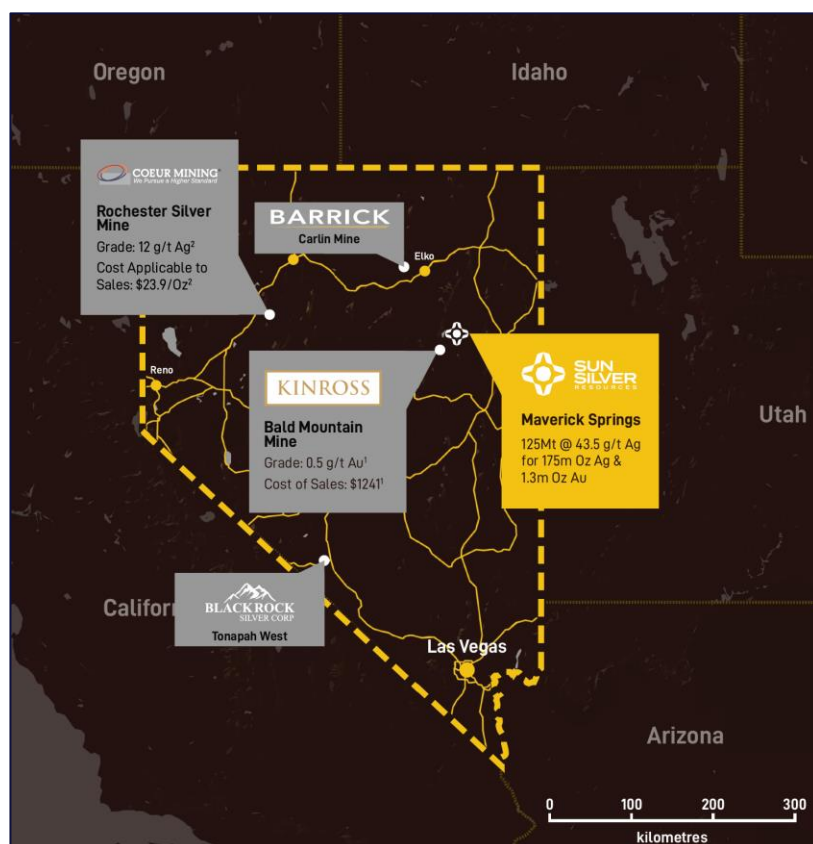 Oregon
Idaho
COEUR MINING
We Pursue a Higher Standard
Rochester Silver
Mine
Grade: 12 g/t Ag²
Cost Applicable to
Sales: $23.9/Oz²
BARRICK
Carlin Mine
Elko
Reno
KINROSS
Bald Mountain
Mine
Grade: 0.5 g/t Au¹
Cost of Sales: $1241¹
SUN
SILVER
RESOURCES
Maverick Springs
125Mt @ 43.5 g/t Ag
for 175m Oz Ag &
1.3m Oz Au
Utah
Californ
BLACKROCK
SILVER CORP
Tonapah West
Las Vegas
Arizona
0 100 200 300
kilometres